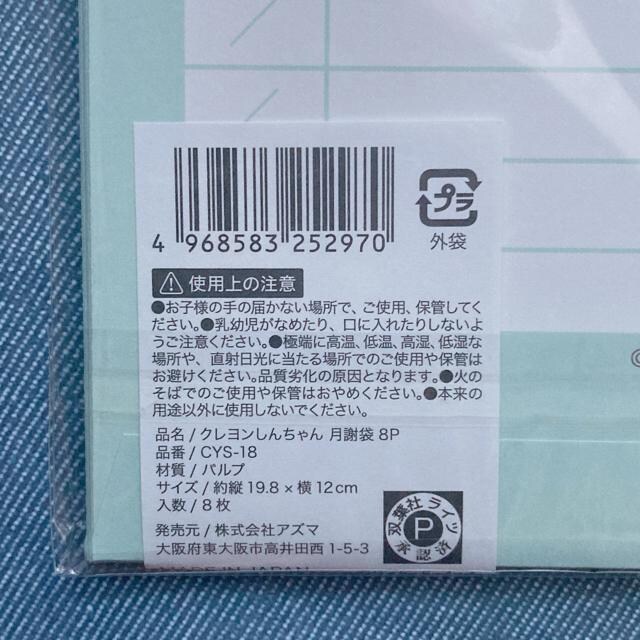 4 968583 252970
プラ
外袋
使用上の注意
●お子様の手の届かない場所で、ご使用、保管してく
ださい。●乳幼児がなめたり、口に入れたりしないよ
うご注意ください。●極端に高温、低温、高湿、低湿な
場所や、直射日光に当たる場所でのご使用や保管は
お避けください。品質劣化の原因となります。●火の
そばでのご使用や保管はおやめください。●本来の
用途以外に使用しないでください。
品名/クレヨンしんちゃん 月謝袋 8P
品番/CYS-18
材質/パルプ
サイズ/約縦 19.8 × 横 12cm
入数/8枚
発売元/株式会社アズマ
大阪府東大阪市高井田西 1-5-3
双葉社ライツ
P
承認済
MADE IN JAPAN
©